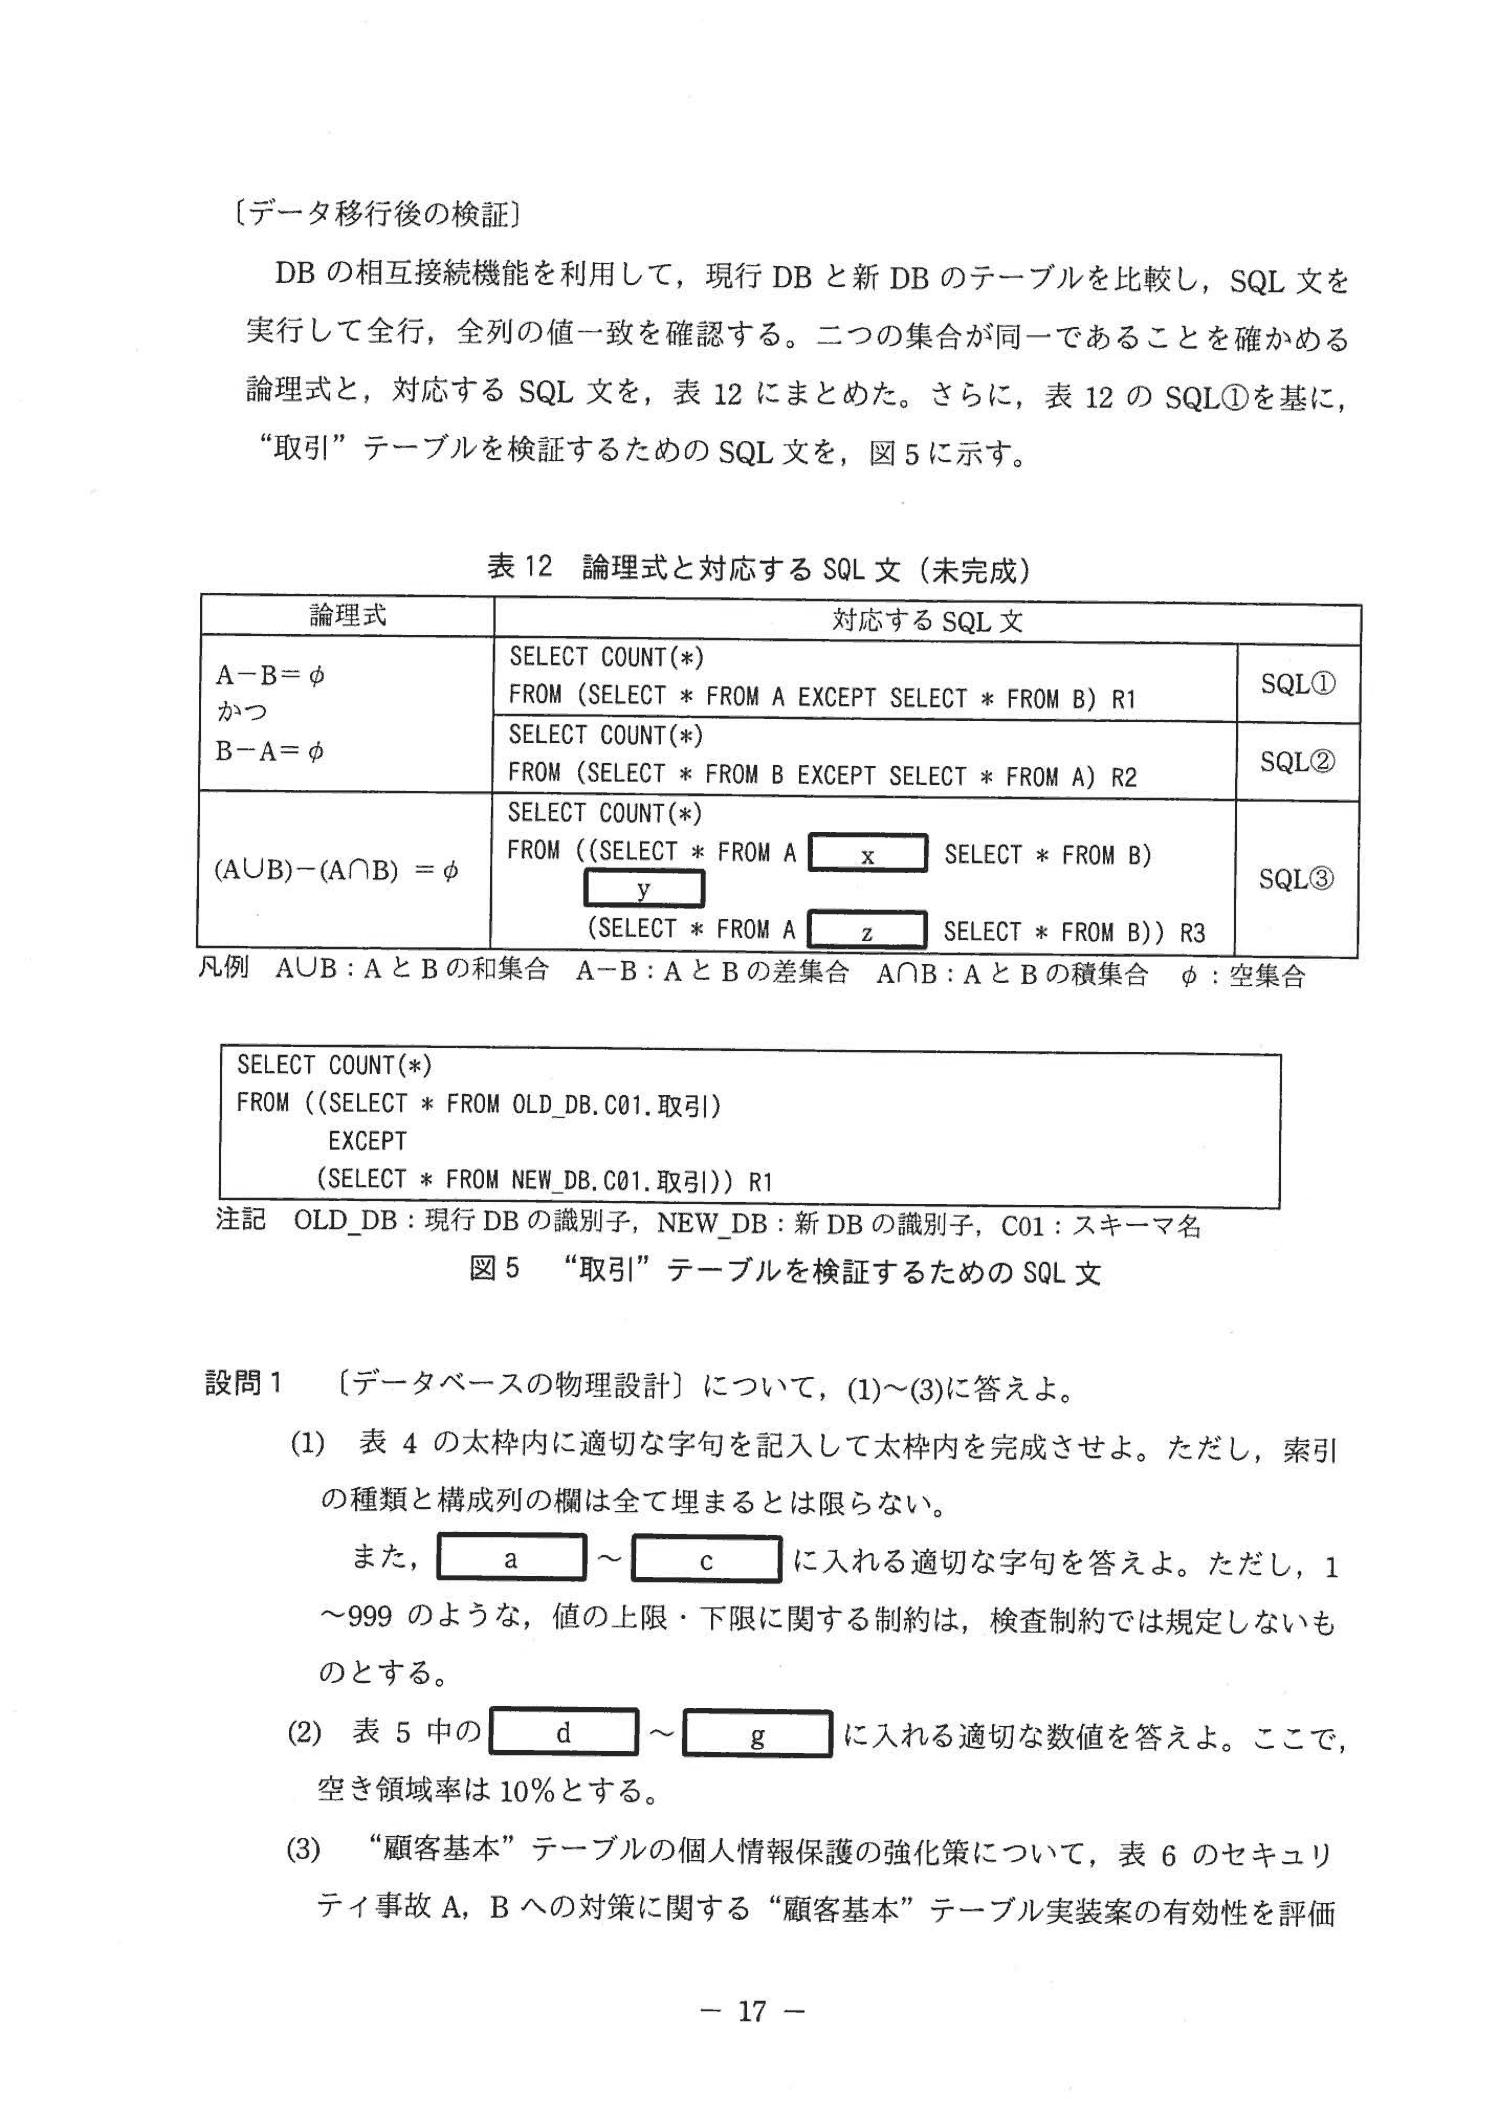 〔データ移行後の検証〕
DB の相互接続機能を利用して，現行 DB と新 DB のテーブルを比較し，SQL 文を
実行して全行，全列の値一致を確認する。二つの集合が同一であることを確かめる
論理式と，対応する SQL 文を，表 12 にまとめた。さらに，表 12 の SQL①を基に，
“取引” テーブルを検証するための SQL 文を，図 5 に示す。
表 12 論理式と対応する SQL 文（未完成）
論理式 対応する SQL 文
A－B＝φ
かつ
B－A＝φ
SELECT COUNT(*)
FROM (SELECT * FROM A EXCEPT SELECT * FROM B) R1
SQL①
SELECT COUNT(*)
FROM (SELECT * FROM B EXCEPT SELECT * FROM A) R2
SQL②
(A∪B)－(A∩B) ＝φ
SELECT COUNT(*)
FROM ((SELECT * FROM A x SELECT * FROM B)
y
(SELECT * FROM A z SELECT * FROM B)) R3
SQL③
凡例 A∪B：A と B の和集合 A－B：A と B の差集合 A∩B：A と B の積集合 φ：空集合
SELECT COUNT(*)
FROM ((SELECT * FROM OLD_DB.C01.取引)
EXCEPT
(SELECT * FROM NEW_DB.C01.取引)) R1
注記 OLD_DB：現行 DB の識別子，NEW_DB：新 DB の識別子，C01：スキーマ名
図 5 “取引” テーブルを検証するための SQL 文
設問 1 〔データベースの物理設計〕について，(1)～(3)に答えよ。
(1) 表 4 の太枠内に適切な字句を記入して太枠内を完成させよ。ただし，索引
の種類と構成列の欄は全て埋まるとは限らない。
また， a ～ c に入れる適切な字句を答えよ。ただし，1
～999 のような，値の上限・下限に関する制約は，検査制約では規定しないも
のとする。
(2) 表 5 中の d ～ g に入れる適切な数値を答えよ。ここで，
空き領域率は 10％とする。
(3) “顧客基本” テーブルの個人情報保護の強化策について，表 6 のセキュリ
ティ事故 A，B への対策に関する “顧客基本” テーブル実装案の有効性を評価
－ 17 －